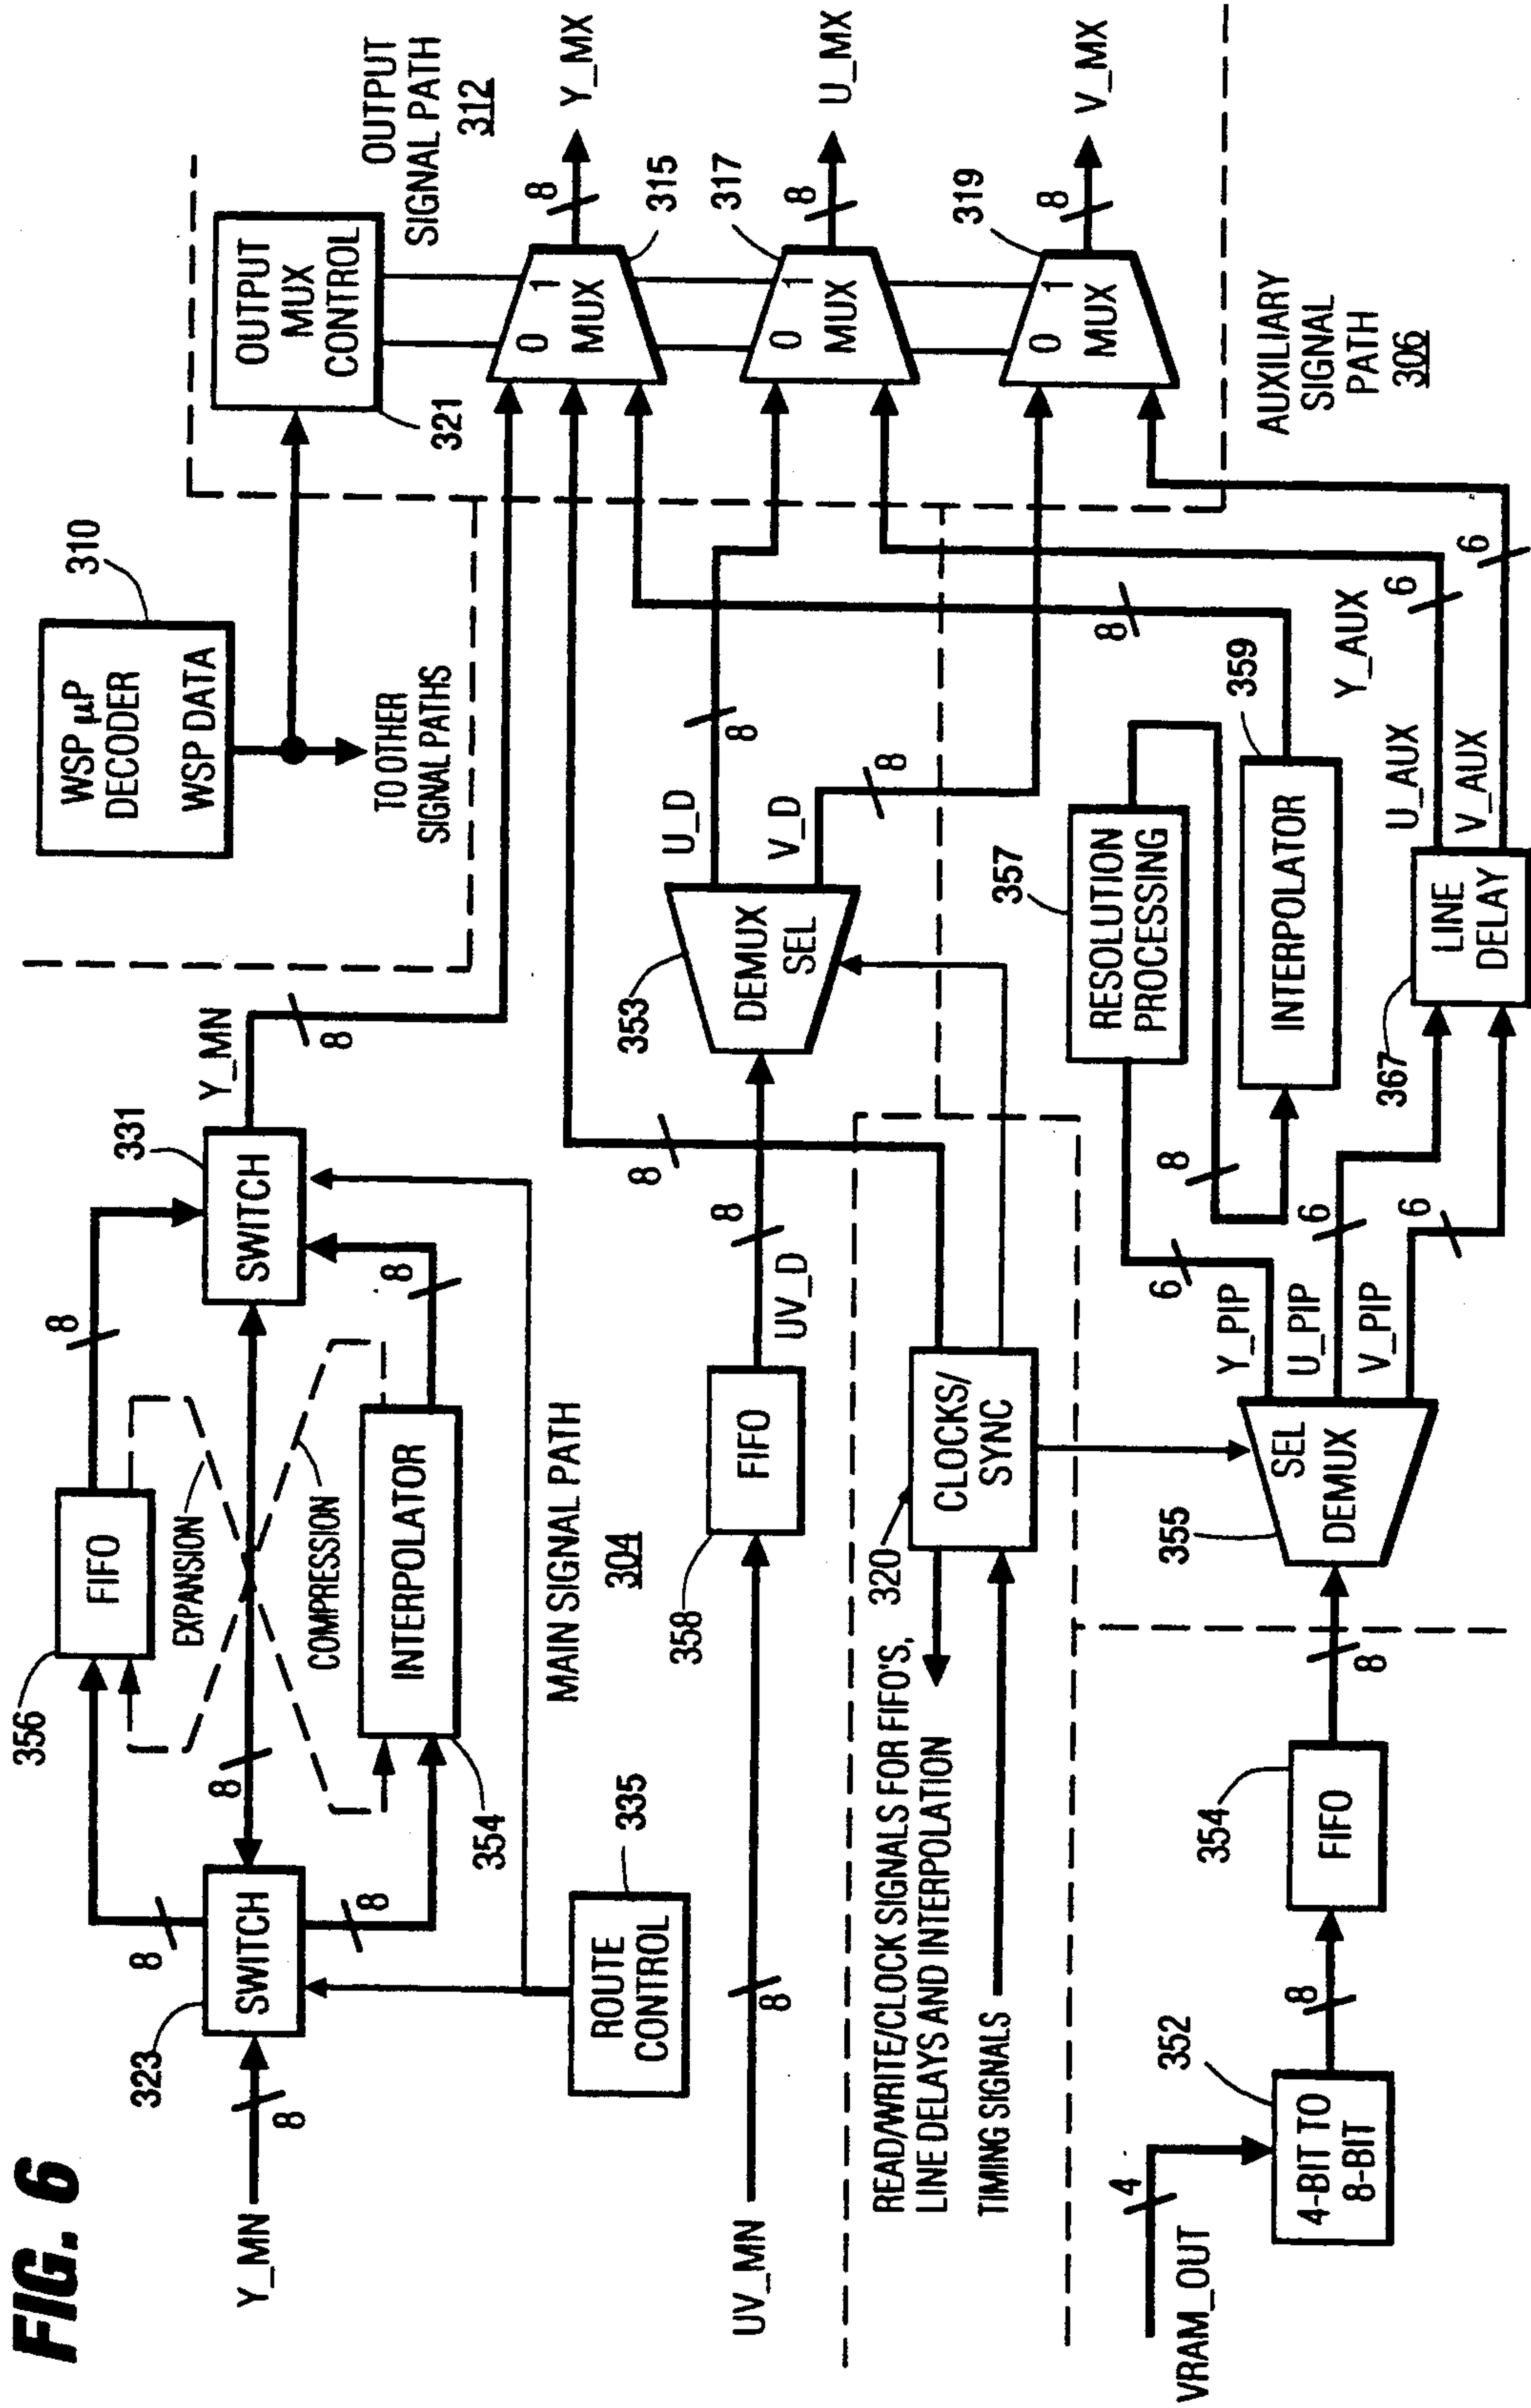 FIG. 6
Y_MN
8
323
SWITCH
8
8
8
356
FIFO
EXPANSION
COMPRESSION
INTERPOLATOR
354
8
8
331
SWITCH
Y_MN
8
ROUTE
CONTROL
335
MAIN SIGNAL PATH
304
310
WSP µP
DECODER
WSP DATA
TO OTHER
SIGNAL PATHS
OUTPUT
MUX
CONTROL
321
OUTPUT
SIGNAL PATH
312
0 1
MUX
315
8
Y_MX
0 1
MUX
317
8
U_MX
0 1
MUX
319
8
V_MX
UV_MN
8
358
FIFO
8
UV_D
353
DEMUX
SEL
U_D
8
V_D
8
8
READ/WRITE/CLOCK SIGNALS FOR FIFO'S,
LINE DELAYS AND INTERPOLATION
TIMING SIGNALS
320
CLOCKS/
SYNC
VRAM_OUT
4
352
4-BIT TO
8-BIT
8
354
FIFO
8
355
SEL
DEMUX
Y_PIP
U_PIP
V_PIP
6
6
6
357
RESOLUTION
PROCESSING
8
359
INTERPOLATOR
8
Y_AUX
367
LINE
DELAY
U_AUX
V_AUX
6
6
AUXILIARY
SIGNAL
PATH
306